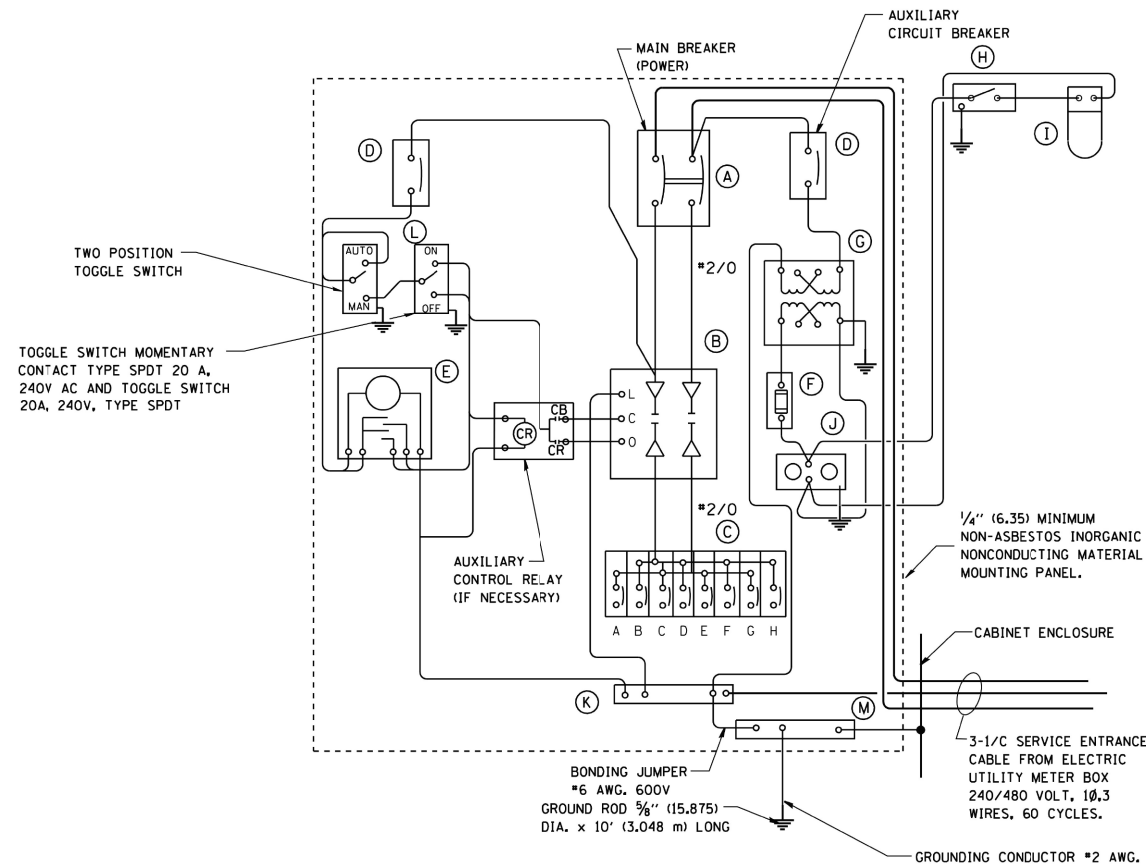 AUXILIARY
CIRCUIT BREAKER
MAIN BREAKER
(POWER)
H
D
D
I
A
L
G
TWO POSITION
TOGGLE SWITCH
AUTO
MAN
ON
OFF
#2/0
B
TOGGLE SWITCH MOMENTARY
CONTACT TYPE SPDT 20 A,
240V AC AND TOGGLE SWITCH
20A, 240V, TYPE SPDT
E
F
L
C
O
CB
CR
CR
J
#2/0
C
AUXILIARY
CONTROL RELAY
(IF NECESSARY)
1/4" (6.35) MINIMUM
NON-ASBESTOS INORGANIC
NONCONDUCTING MATERIAL
MOUNTING PANEL.
A B C D E F G H
CABINET ENCLOSURE
K
M
BONDING JUMPER
#6 AWG. 600V
GROUND ROD 5/8" (15.875)
DIA. x 10' (3.048 m) LONG
3-1/C SERVICE ENTRANCE
CABLE FROM ELECTRIC
UTILITY METER BOX
240/480 VOLT, 1Ø,3
WIRES, 60 CYCLES.
GROUNDING CONDUCTOR #2 AWG.